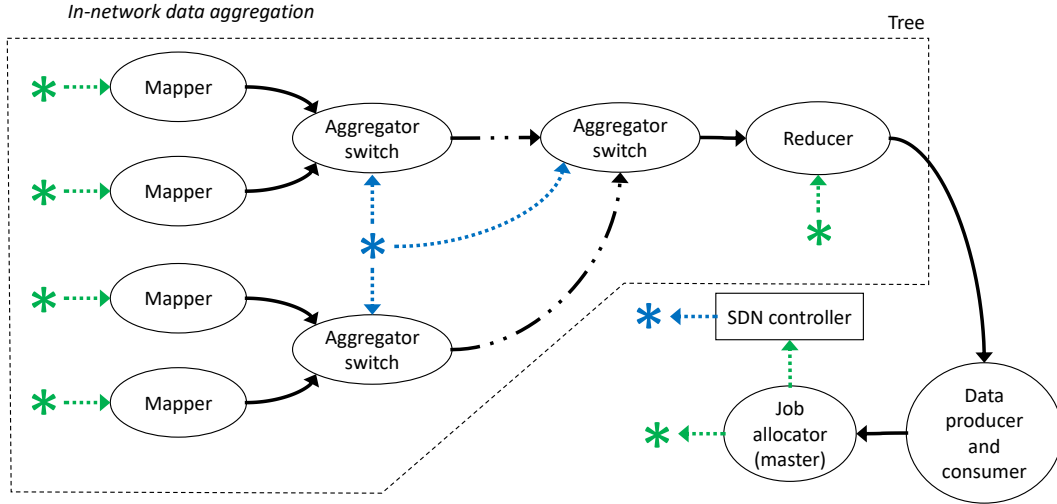 In-network data aggregation
Tree
Mapper
Aggregator
switch
Aggregator
switch
Reducer
Mapper
Mapper
SDN controller
Aggregator
switch
Mapper
Job
allocator
(master)
Data
producer
and
consumer